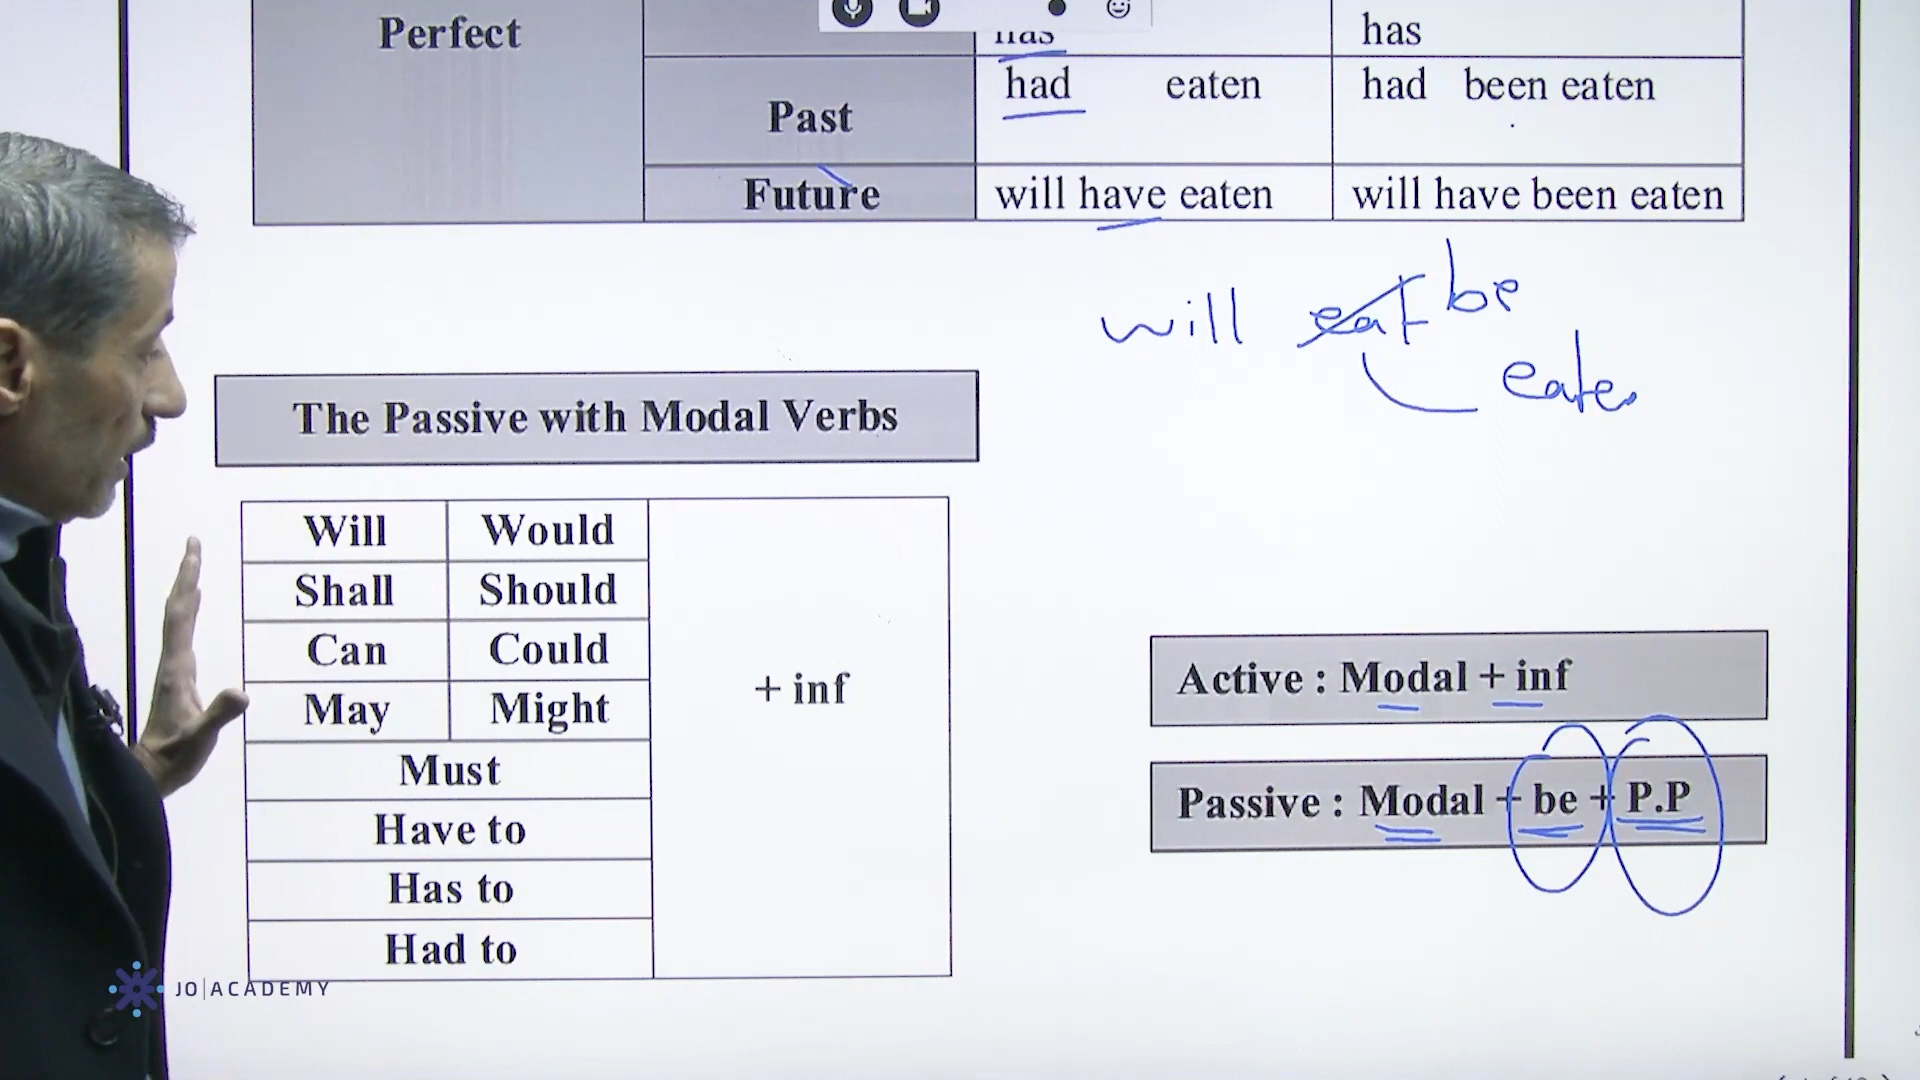 Perfect
has has
had eaten had been eaten
Past
Future will have eaten will have been eaten
will eat be
eaten
The Passive with Modal Verbs
Will Would
Shall Should
Can Could
May Might
Must
Have to
Has to
Had to
+ inf
Active : Modal + inf
Passive : Modal + be + P.P
JO|ACADEMY